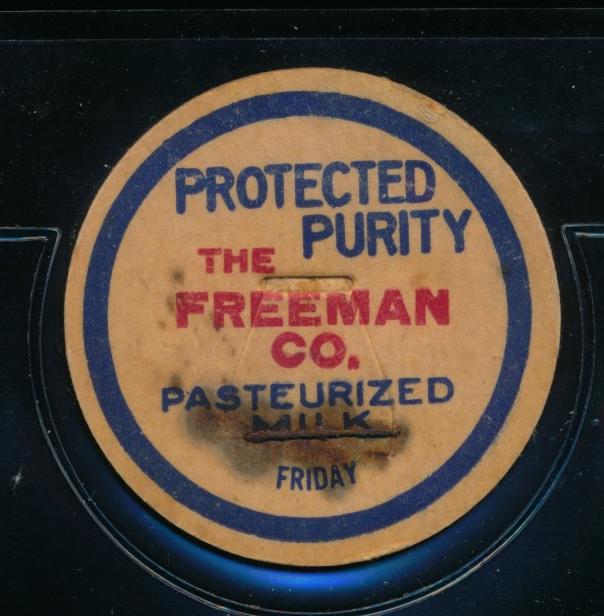 PROTECTED
PURITY
THE
FREEMAN
CO.
PASTEURIZED
MILK
FRIDAY